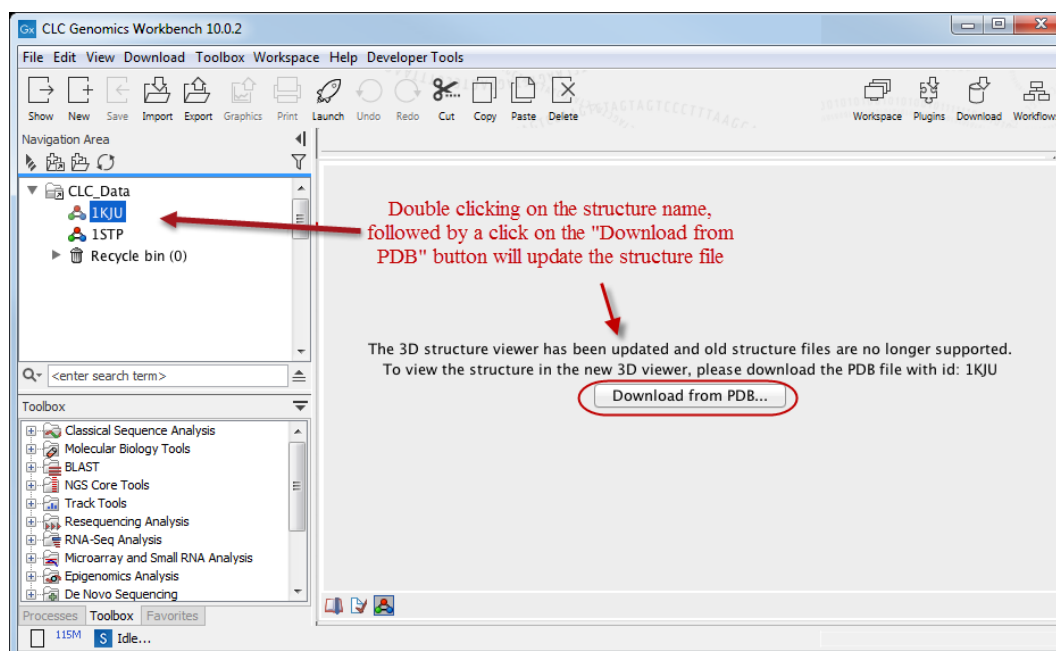 CLC Genomics Workbench 10.0.2
File Edit View Download Toolbox Workspace Help Developer Tools
Show New Save Import Export Graphics Print Launch Undo Redo Cut Copy Paste Delete Workspace Plugins Download Workflows
Navigation Area
CLC_Data
1KJU
1STP
Recycle bin (0)
Double clicking on the structure name,
followed by a click on the "Download from
PDB" button will update the structure file
The 3D structure viewer has been updated and old structure files are no longer supported.
To view the structure in the new 3D viewer, please download the PDB file with id: 1KJU
Download from PDB...
<enter search term>
Toolbox
Classical Sequence Analysis
Molecular Biology Tools
BLAST
NGS Core Tools
Track Tools
Resequencing Analysis
RNA-Seq Analysis
Microarray and Small RNA Analysis
Epigenomics Analysis
De Novo Sequencing
Processes Toolbox Favorites
115M S Idle...